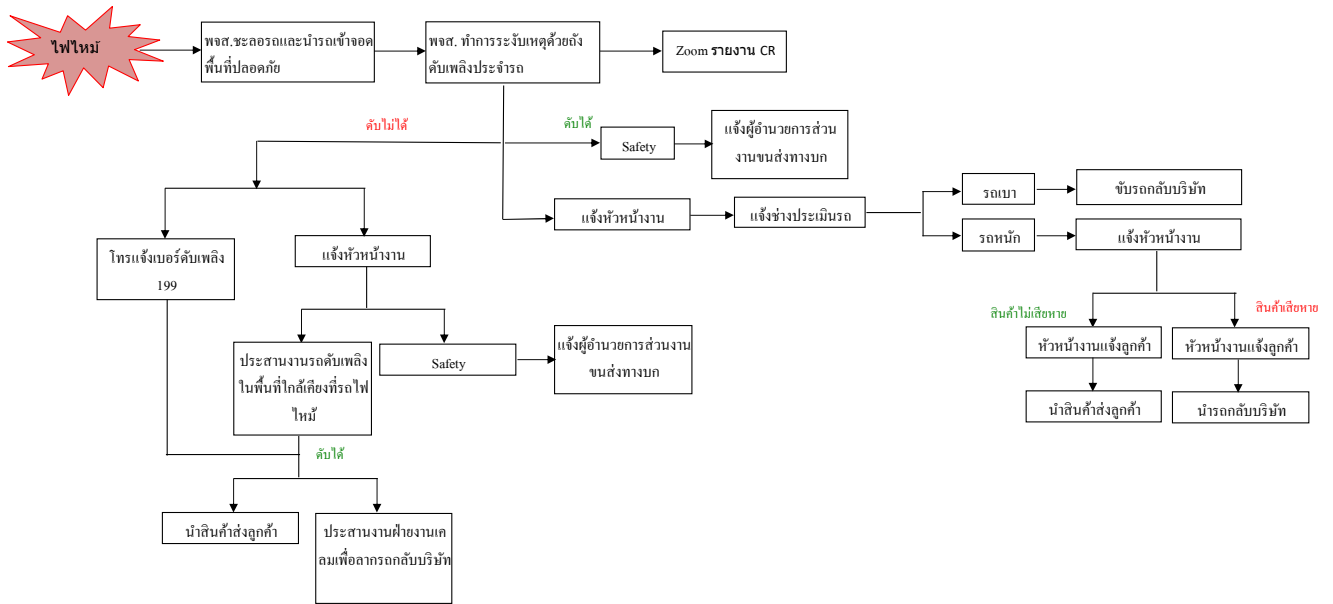 ไฟไหม้
พจส.ชะลอรถและนำรถเข้าจอด
พื้นที่ปลอดภัย
พจส. ทำการระงับเหตุด้วยถัง
ดับเพลิงประจำรถ
Zoom รายงาน CR
ดับไม่ได้
ดับได้
Safety
แจ้งผู้อำนวยการส่วน
งานขนส่งทางบก
แจ้งหัวหน้างาน
แจ้งช่างประเมินรถ
รถเบา
ขับรถกลับบริษัท
รถหนัก
แจ้งหัวหน้างาน
โทรแจ้งเบอร์ดับเพลิง
199
แจ้งหัวหน้างาน
สินค้าไม่เสียหาย
สินค้าเสียหาย
หัวหน้างานแจ้งลูกค้า
หัวหน้างานแจ้งลูกค้า
นำสินค้าส่งลูกค้า
นำรถกลับบริษัท
ประสานงานรถดับเพลิง
ในพื้นที่ใกล้เคียงที่รถไฟ
ไหม้
Safety
แจ้งผู้อำนวยการส่วนงาน
ขนส่งทางบก
ดับได้
นำสินค้าส่งลูกค้า
ประสานงานฝ่ายงานเค
ลมเพื่อลากรถกลับบริษัท